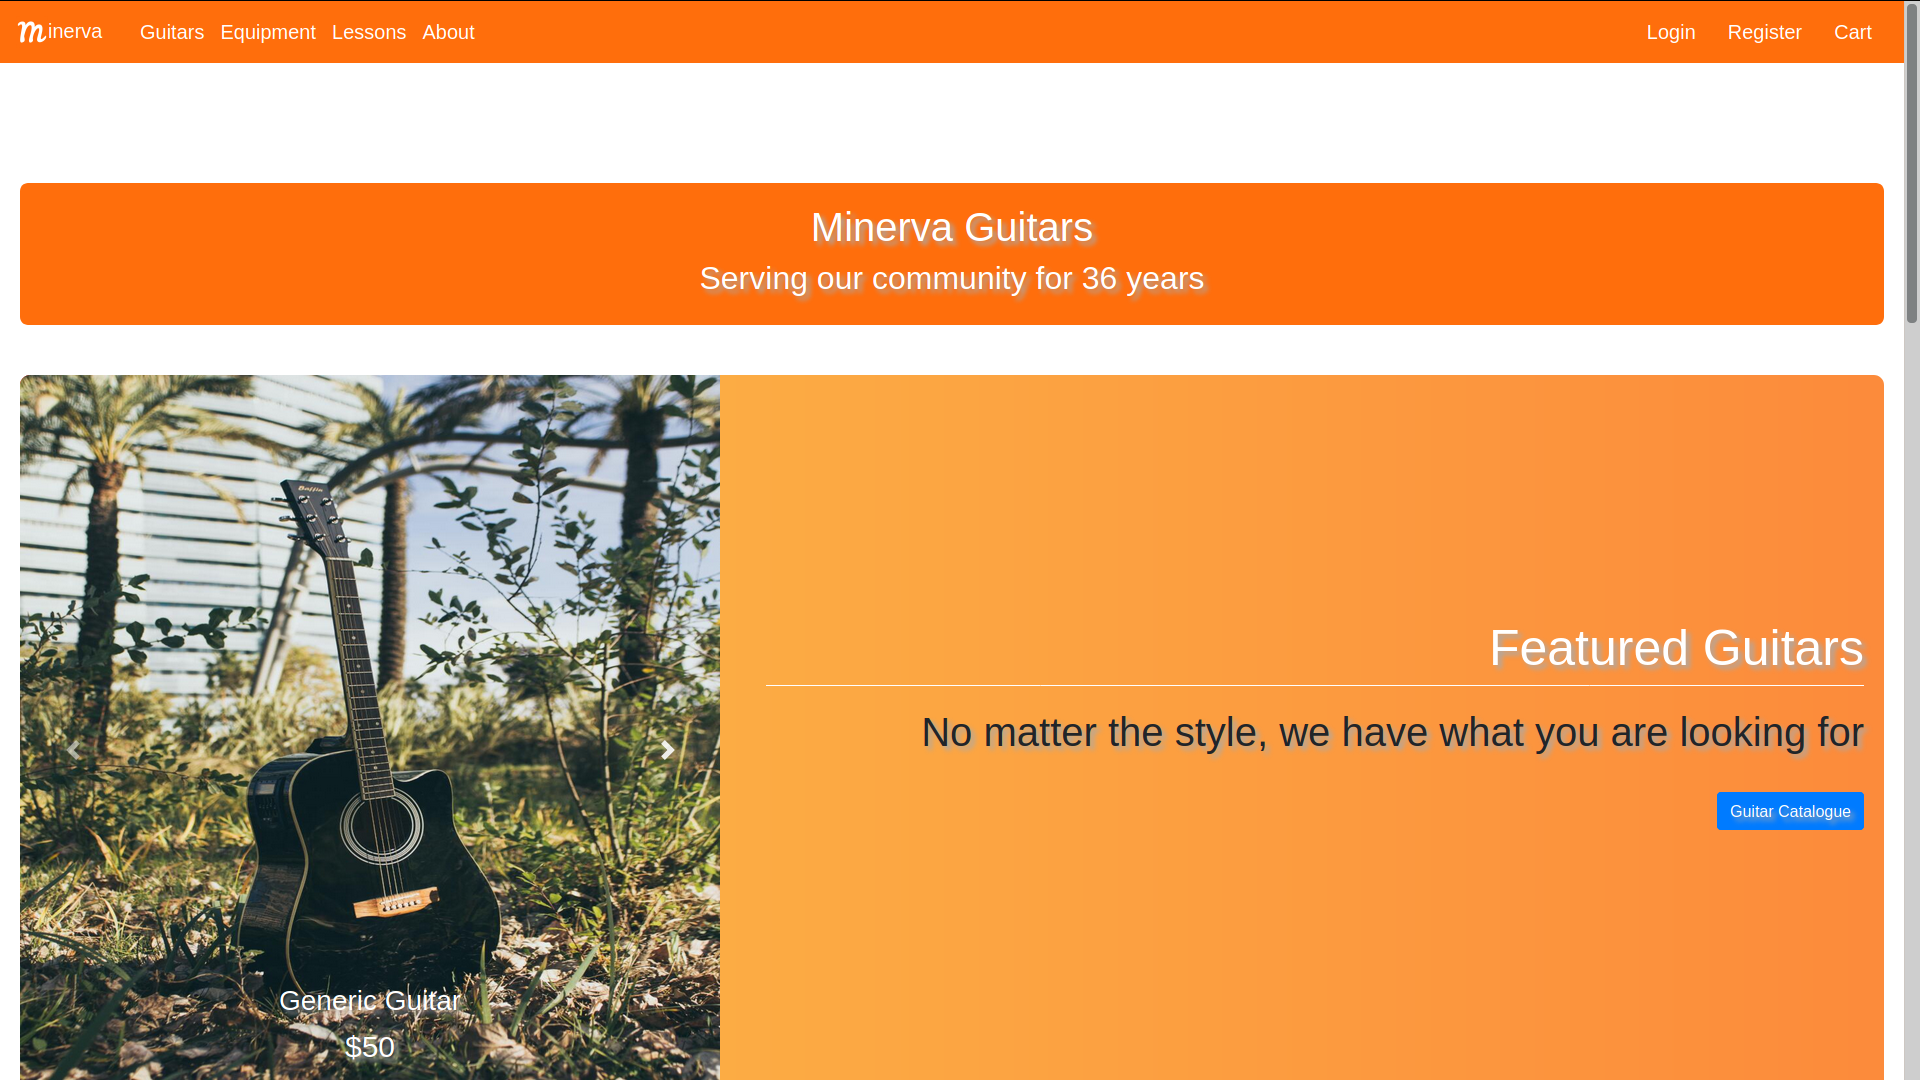 minerva
Guitars Equipment Lessons About
Login Register Cart
Minerva Guitars
Serving our community for 36 years
Featured Guitars
No matter the style, we have what you are looking for
Guitar Catalogue
Generic Guitar
$50